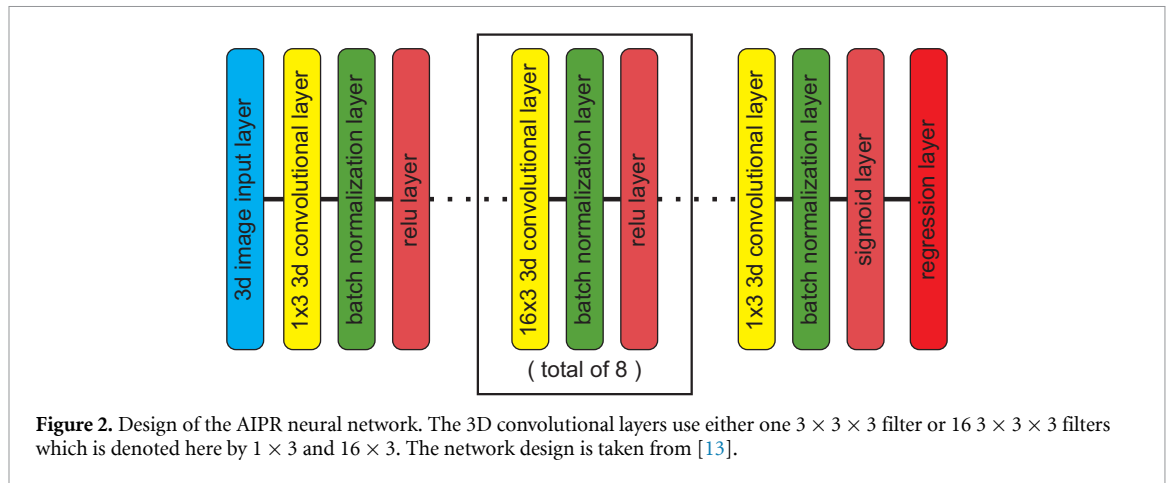 3d image input layer
1x3 3d convolutional layer
batch normalization layer
relu layer
16x3 3d convolutional layer
batch normalization layer
relu layer
( total of 8 )
1x3 3d convolutional layer
batch normalization layer
sigmoid layer
regression layer
Figure 2. Design of the AIPR neural network. The 3D convolutional layers use either one 3 × 3 × 3 filter or 16 3 × 3 × 3 filters
which is denoted here by 1 × 3 and 16 × 3. The network design is taken from [13].